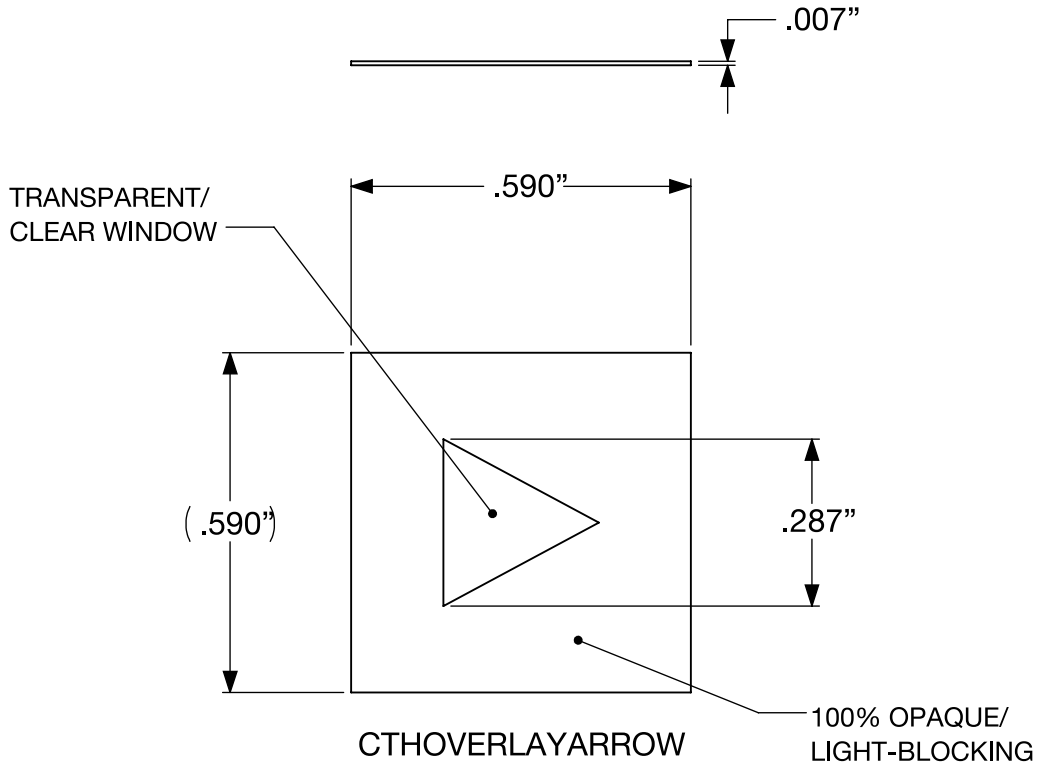 .007”
.590”
TRANSPARENT/
CLEAR WINDOW
(.590”)
.287”
100% OPAQUE/
LIGHT-BLOCKING
CTHOVERLAYARROW